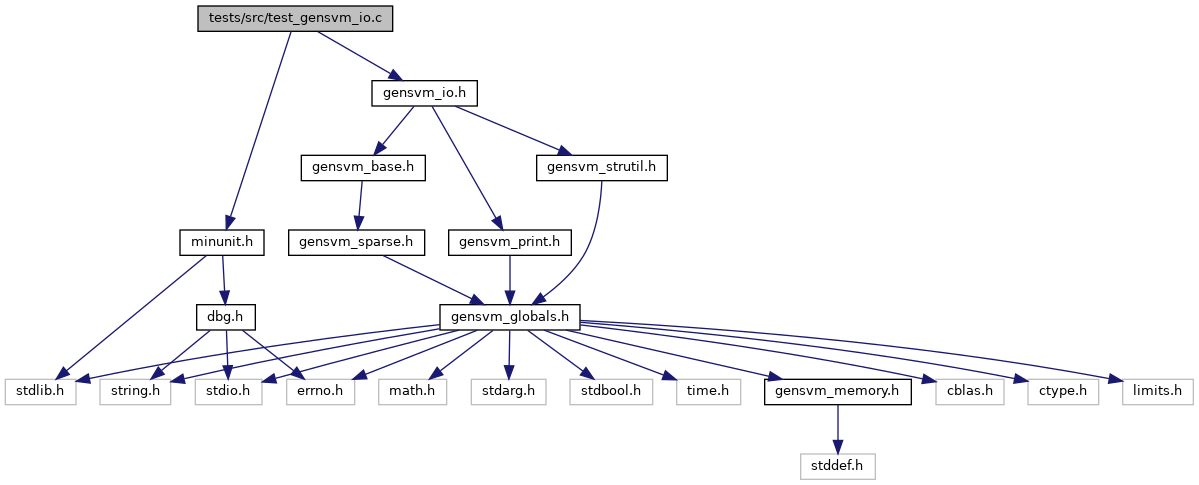 tests/src/test_gensvm_io.c
gensvm_io.h
gensvm_base.h
gensvm_strutil.h
minunit.h
gensvm_sparse.h
gensvm_print.h
dbg.h
gensvm_globals.h
stdlib.h
string.h
stdio.h
errno.h
math.h
stdarg.h
stdbool.h
time.h
gensvm_memory.h
cblas.h
ctype.h
limits.h
stddef.h